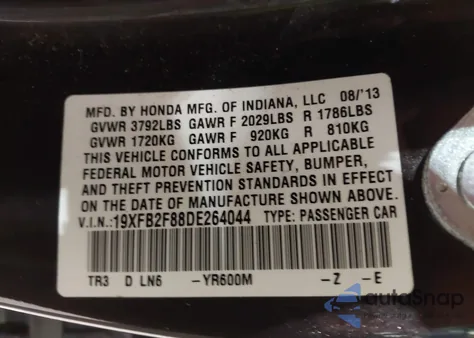 MFD. BY HONDA MFG. OF INDIANA, LLC 08/'13
GVWR 3792LBS GAWR F 2029LBS R 1786LBS
GVWR 1720KG GAWR F 920KG R 810KG
THIS VEHICLE CONFORMS TO ALL APPLICABLE
FEDERAL MOTOR VEHICLE SAFETY, BUMPER,
AND THEFT PREVENTION STANDARDS IN EFFECT
ON THE DATE OF MANUFACTURE SHOWN ABOVE.
V.I.N.:19XFB2F88DE264044 TYPE: PASSENGER CAR
TR3 D LN6 -YR600M -Z -E
autoSnap